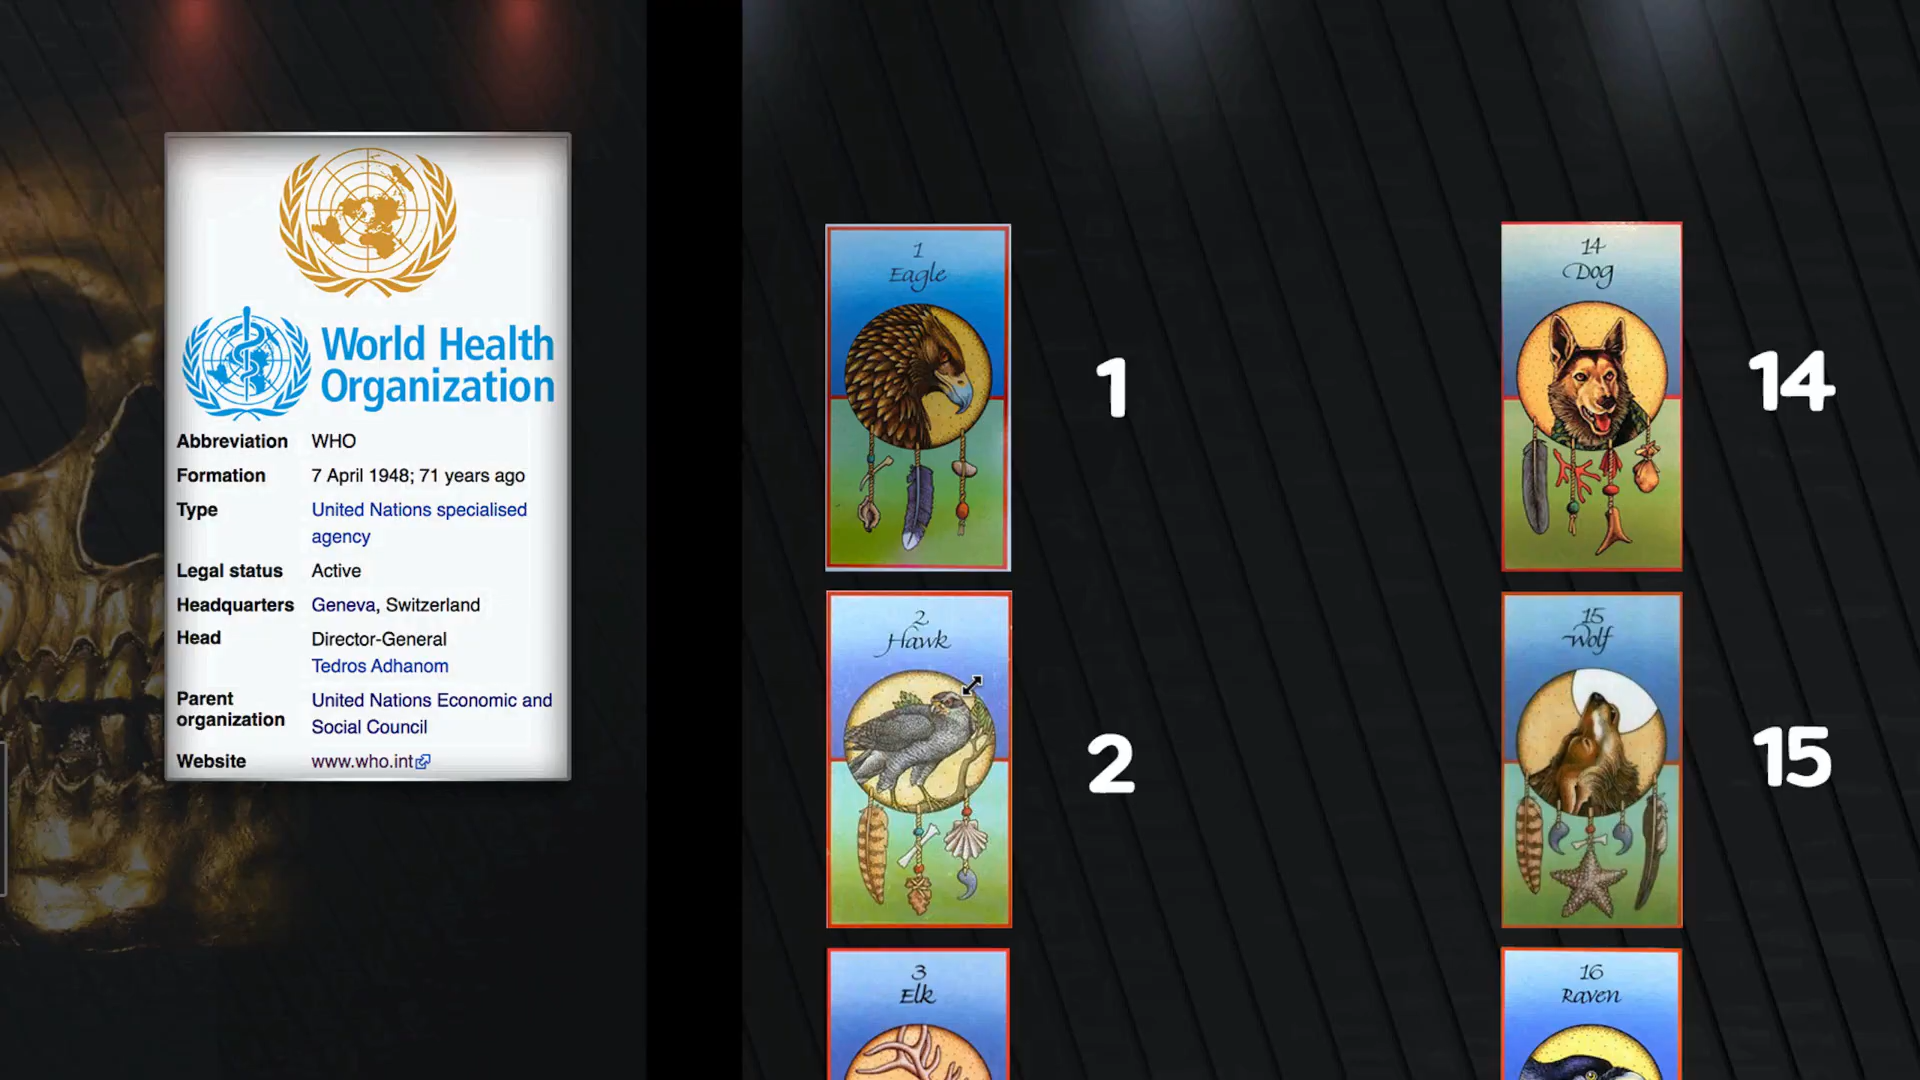 World Health
Organization
Abbreviation WHO
Formation 7 April 1948; 71 years ago
Type United Nations specialised
agency
Legal status Active
Headquarters Geneva, Switzerland
Head Director-General
Tedros Adhanom
Parent organization United Nations Economic and
Social Council
Website www.who.int
1
Eagle
1
2
Hawk
2
3
Elk
14
Dog
14
15
Wolf
15
16
Raven